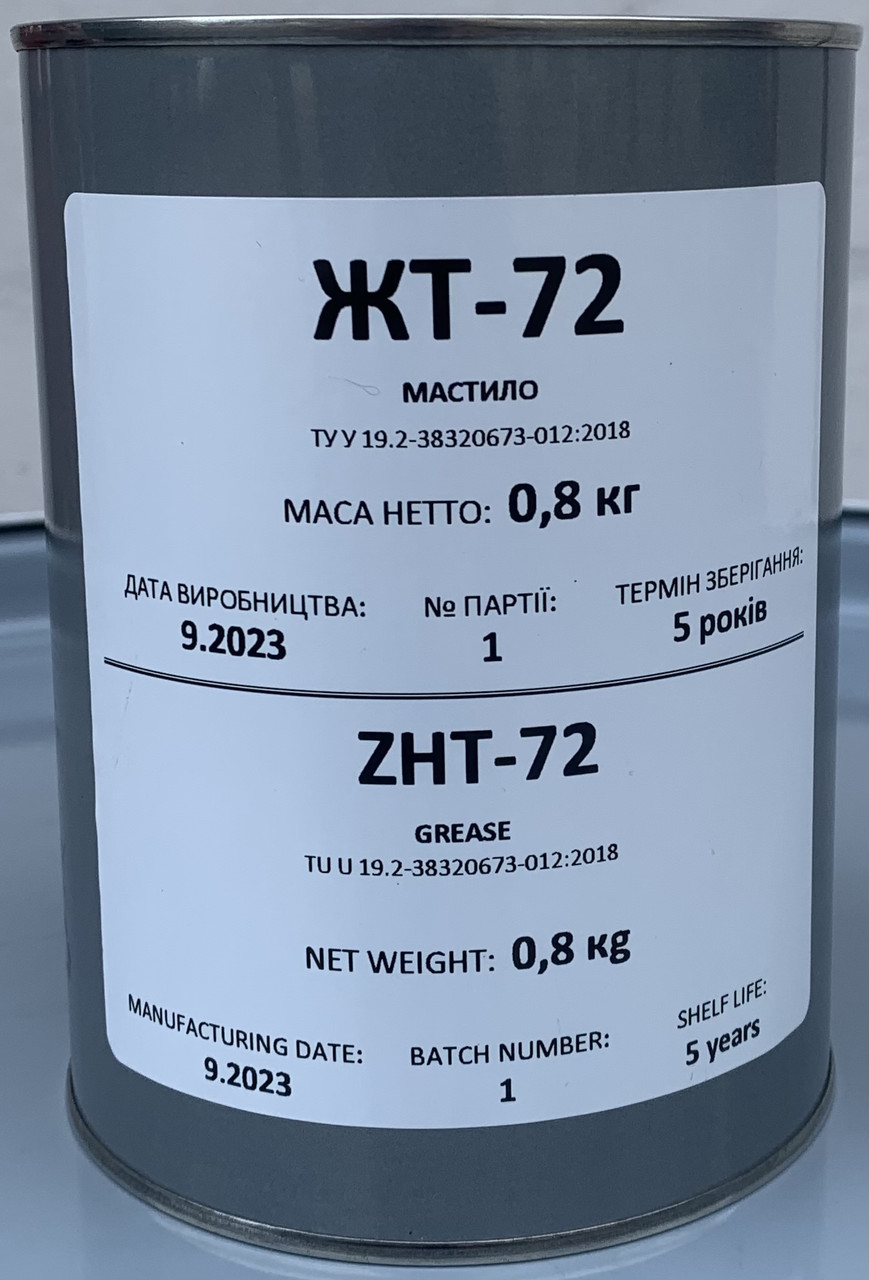 ЖТ-72
МАСТИЛО
ТУ У 19.2-38320673-012:2018
МАСА НЕТТО: 0,8 кг
ДАТА ВИРОБНИЦТВА: № ПАРТІЇ: ТЕРМІН ЗБЕРІГАННЯ:
9.2023 1 5 років
ZHT-72
GREASE
TU U 19.2-38320673-012:2018
NET WEIGHT: 0,8 kg
MANUFACTURING DATE: BATCH NUMBER: SHELF LIFE:
9.2023 1 5 years